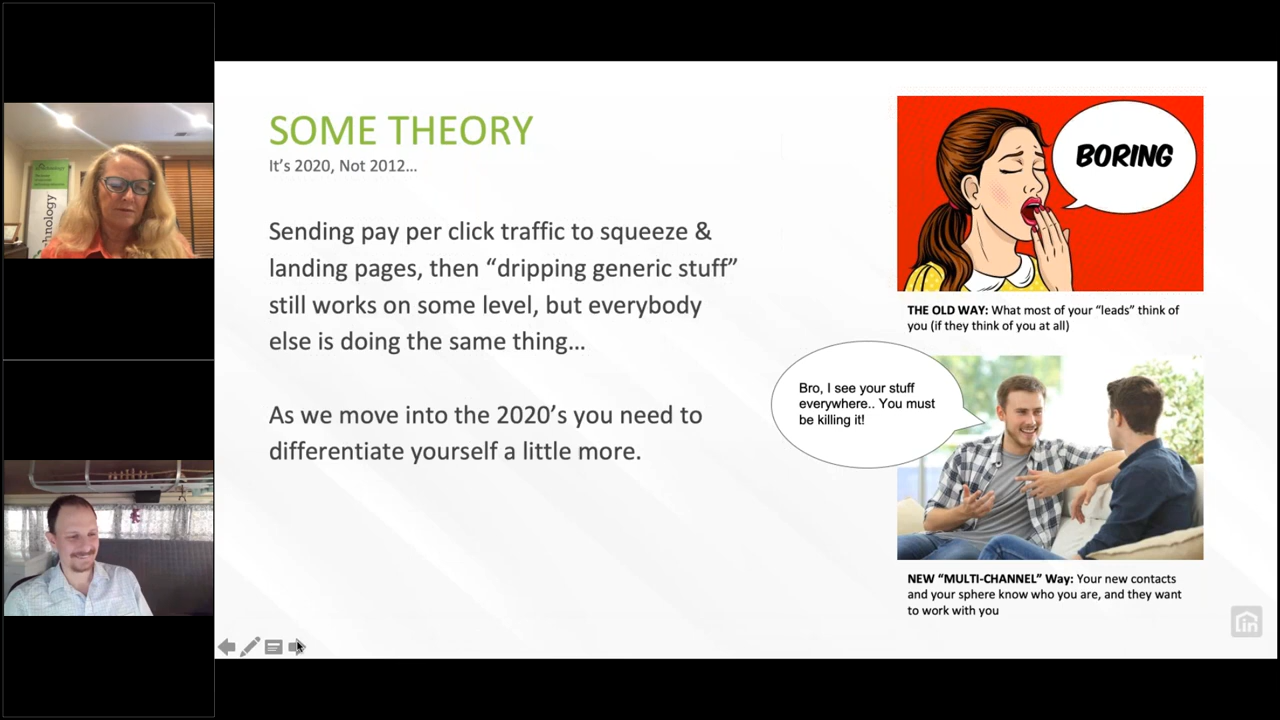 SOME THEORY
It's 2020, Not 2012...
Sending pay per click traffic to squeeze &
landing pages, then “dripping generic stuff”
still works on some level, but everybody
else is doing the same thing...
As we move into the 2020's you need to
differentiate yourself a little more.
BORING
THE OLD WAY: What most of your “leads” think of
you (if they think of you at all)
Bro, I see your stuff
everywhere.. You must
be killing it!
NEW “MULTI-CHANNEL” Way: Your new contacts
and your sphere know who you are, and they want
to work with you
in